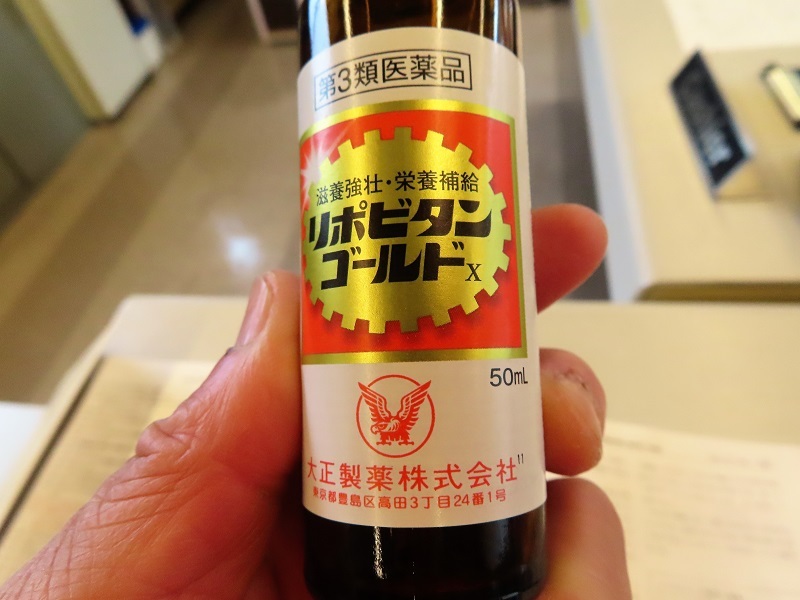 第3類医薬品
滋養強壮・栄養補給
リポビタン
ゴールドX
50mL
大正製薬株式会社11
東京都豊島区高田3丁目24番1号